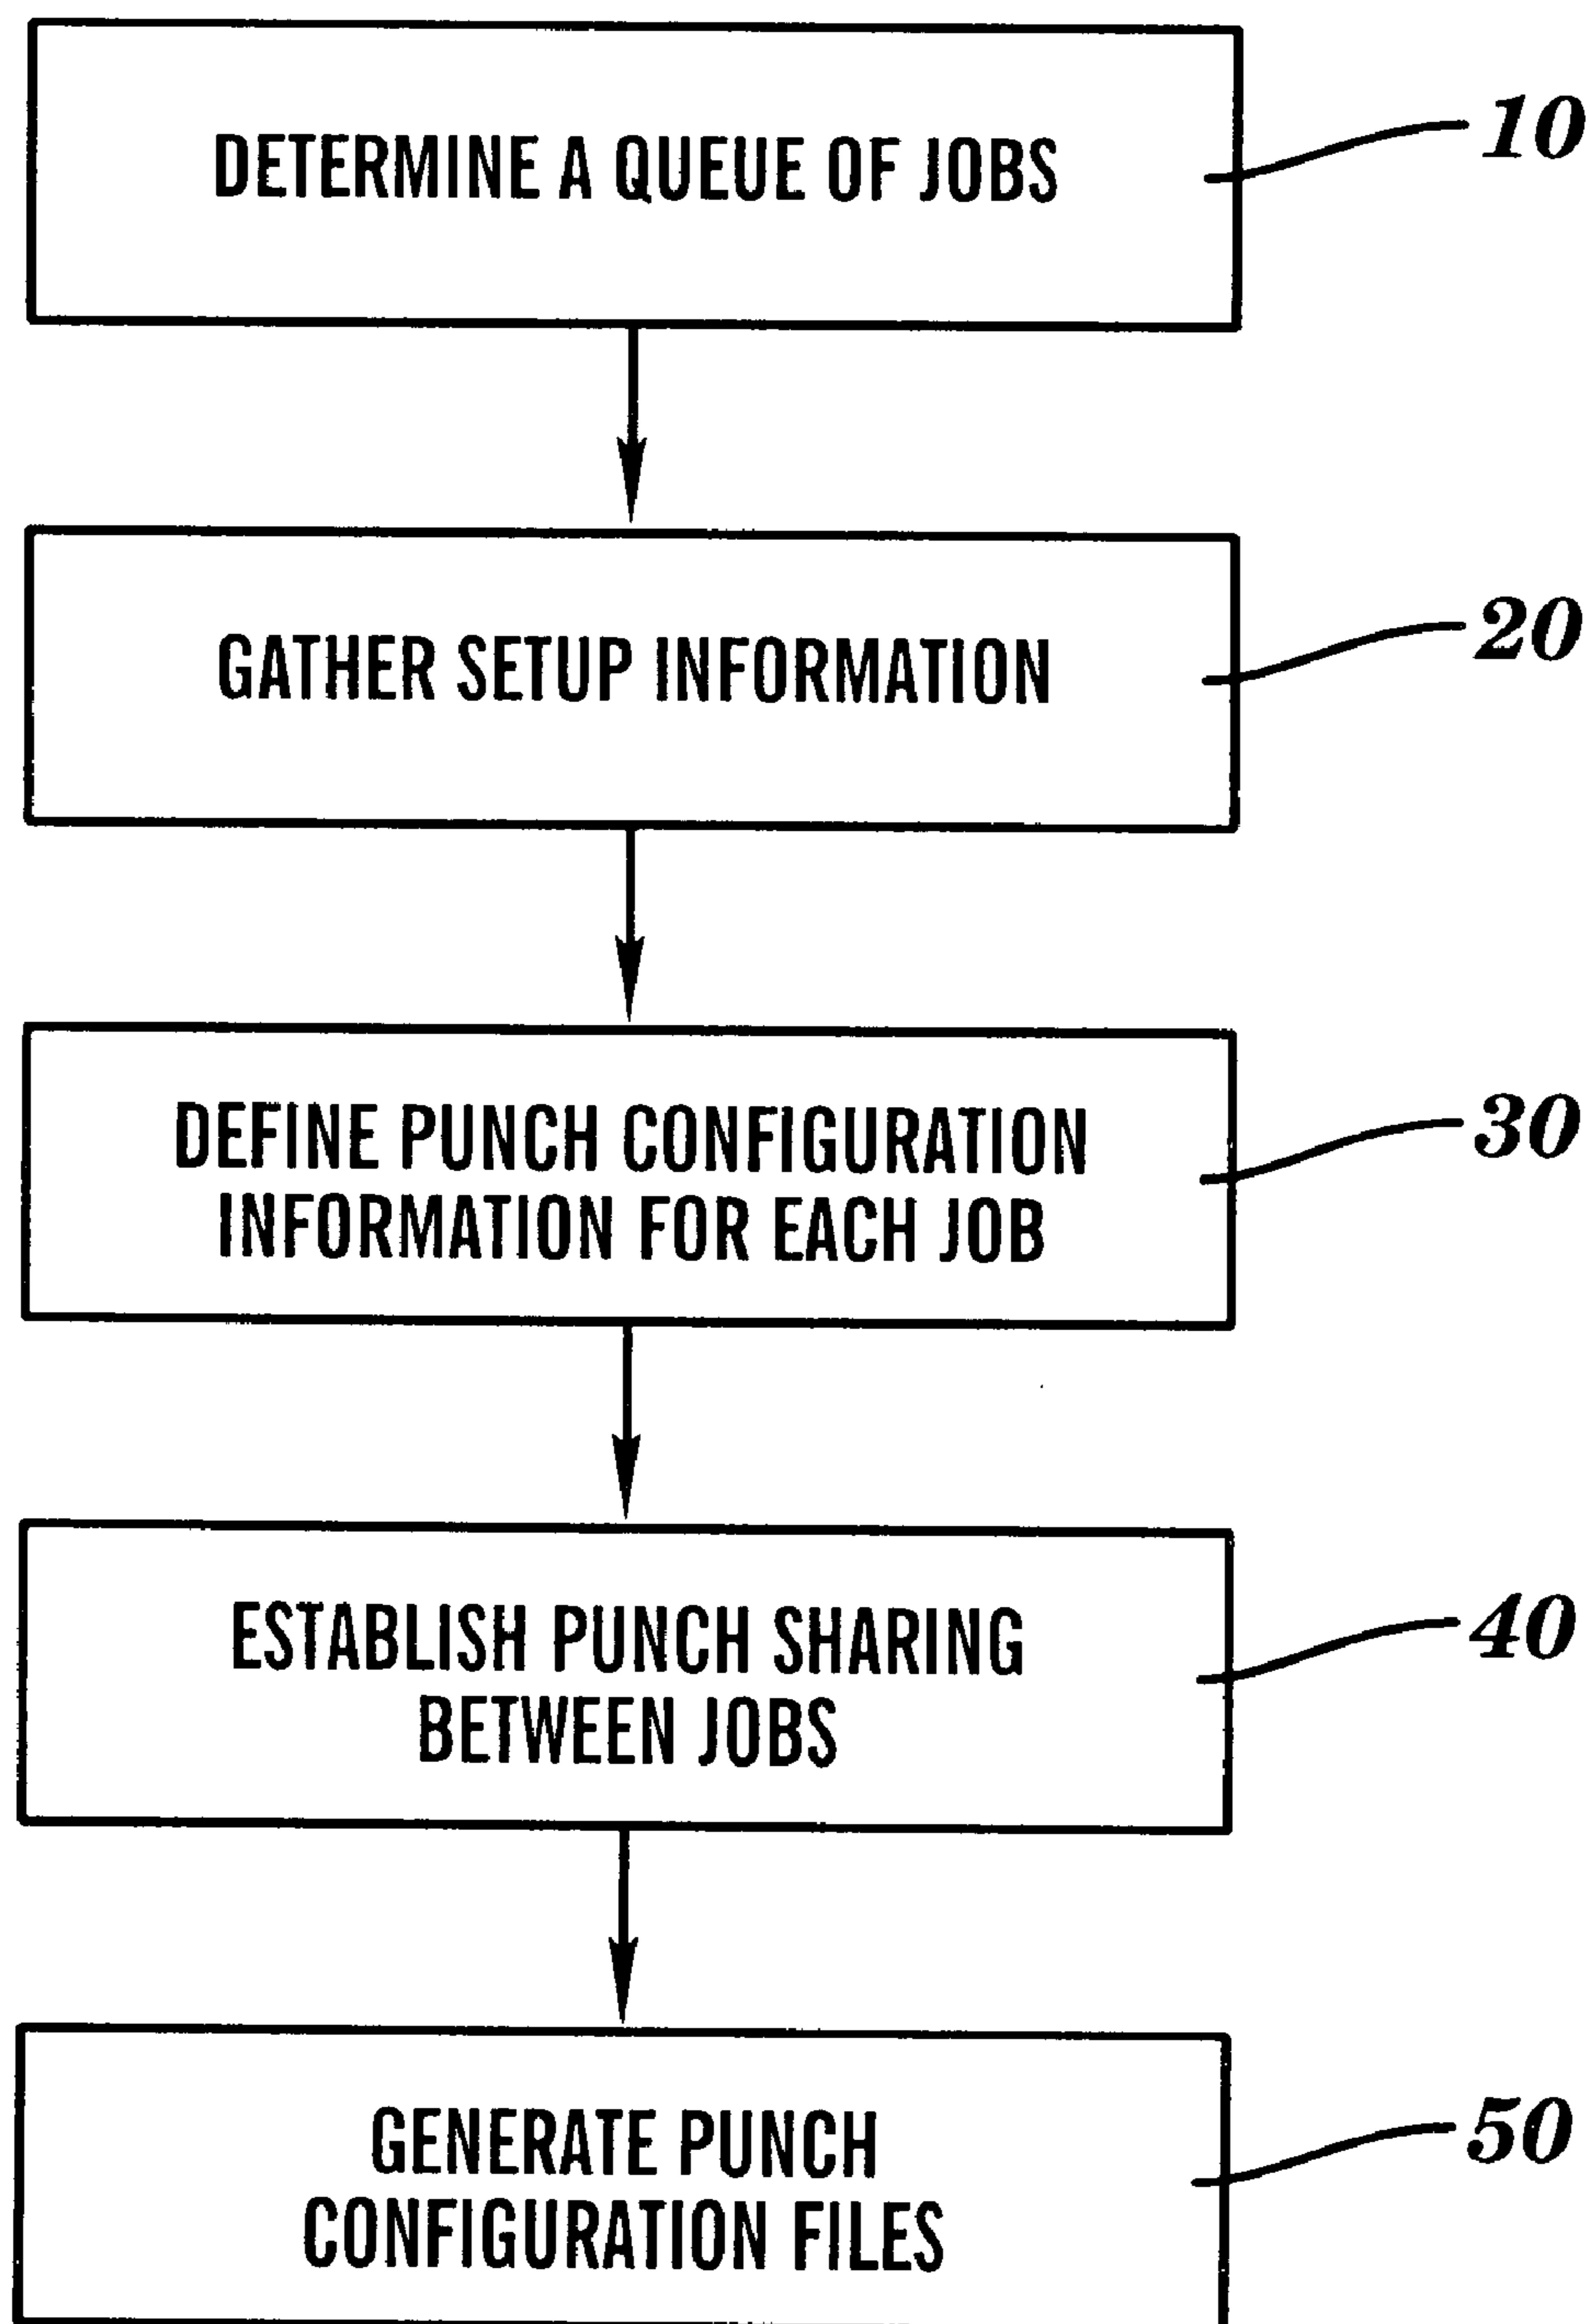 DETERMINE A QUEUE OF JOBS
10
GATHER SETUP INFORMATION
20
DEFINE PUNCH CONFIGURATION
INFORMATION FOR EACH JOB
30
ESTABLISH PUNCH SHARING
BETWEEN JOBS
40
GENERATE PUNCH
CONFIGURATION FILES
50